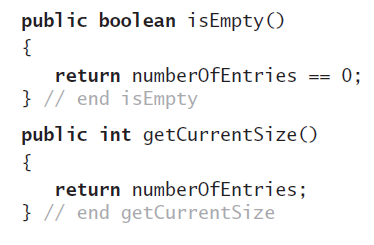 public boolean isEmpty()
{
   return numberOfEntries == 0;
} // end isEmpty
public int getCurrentSize()
{
   return numberOfEntries;
} // end getCurrentSize